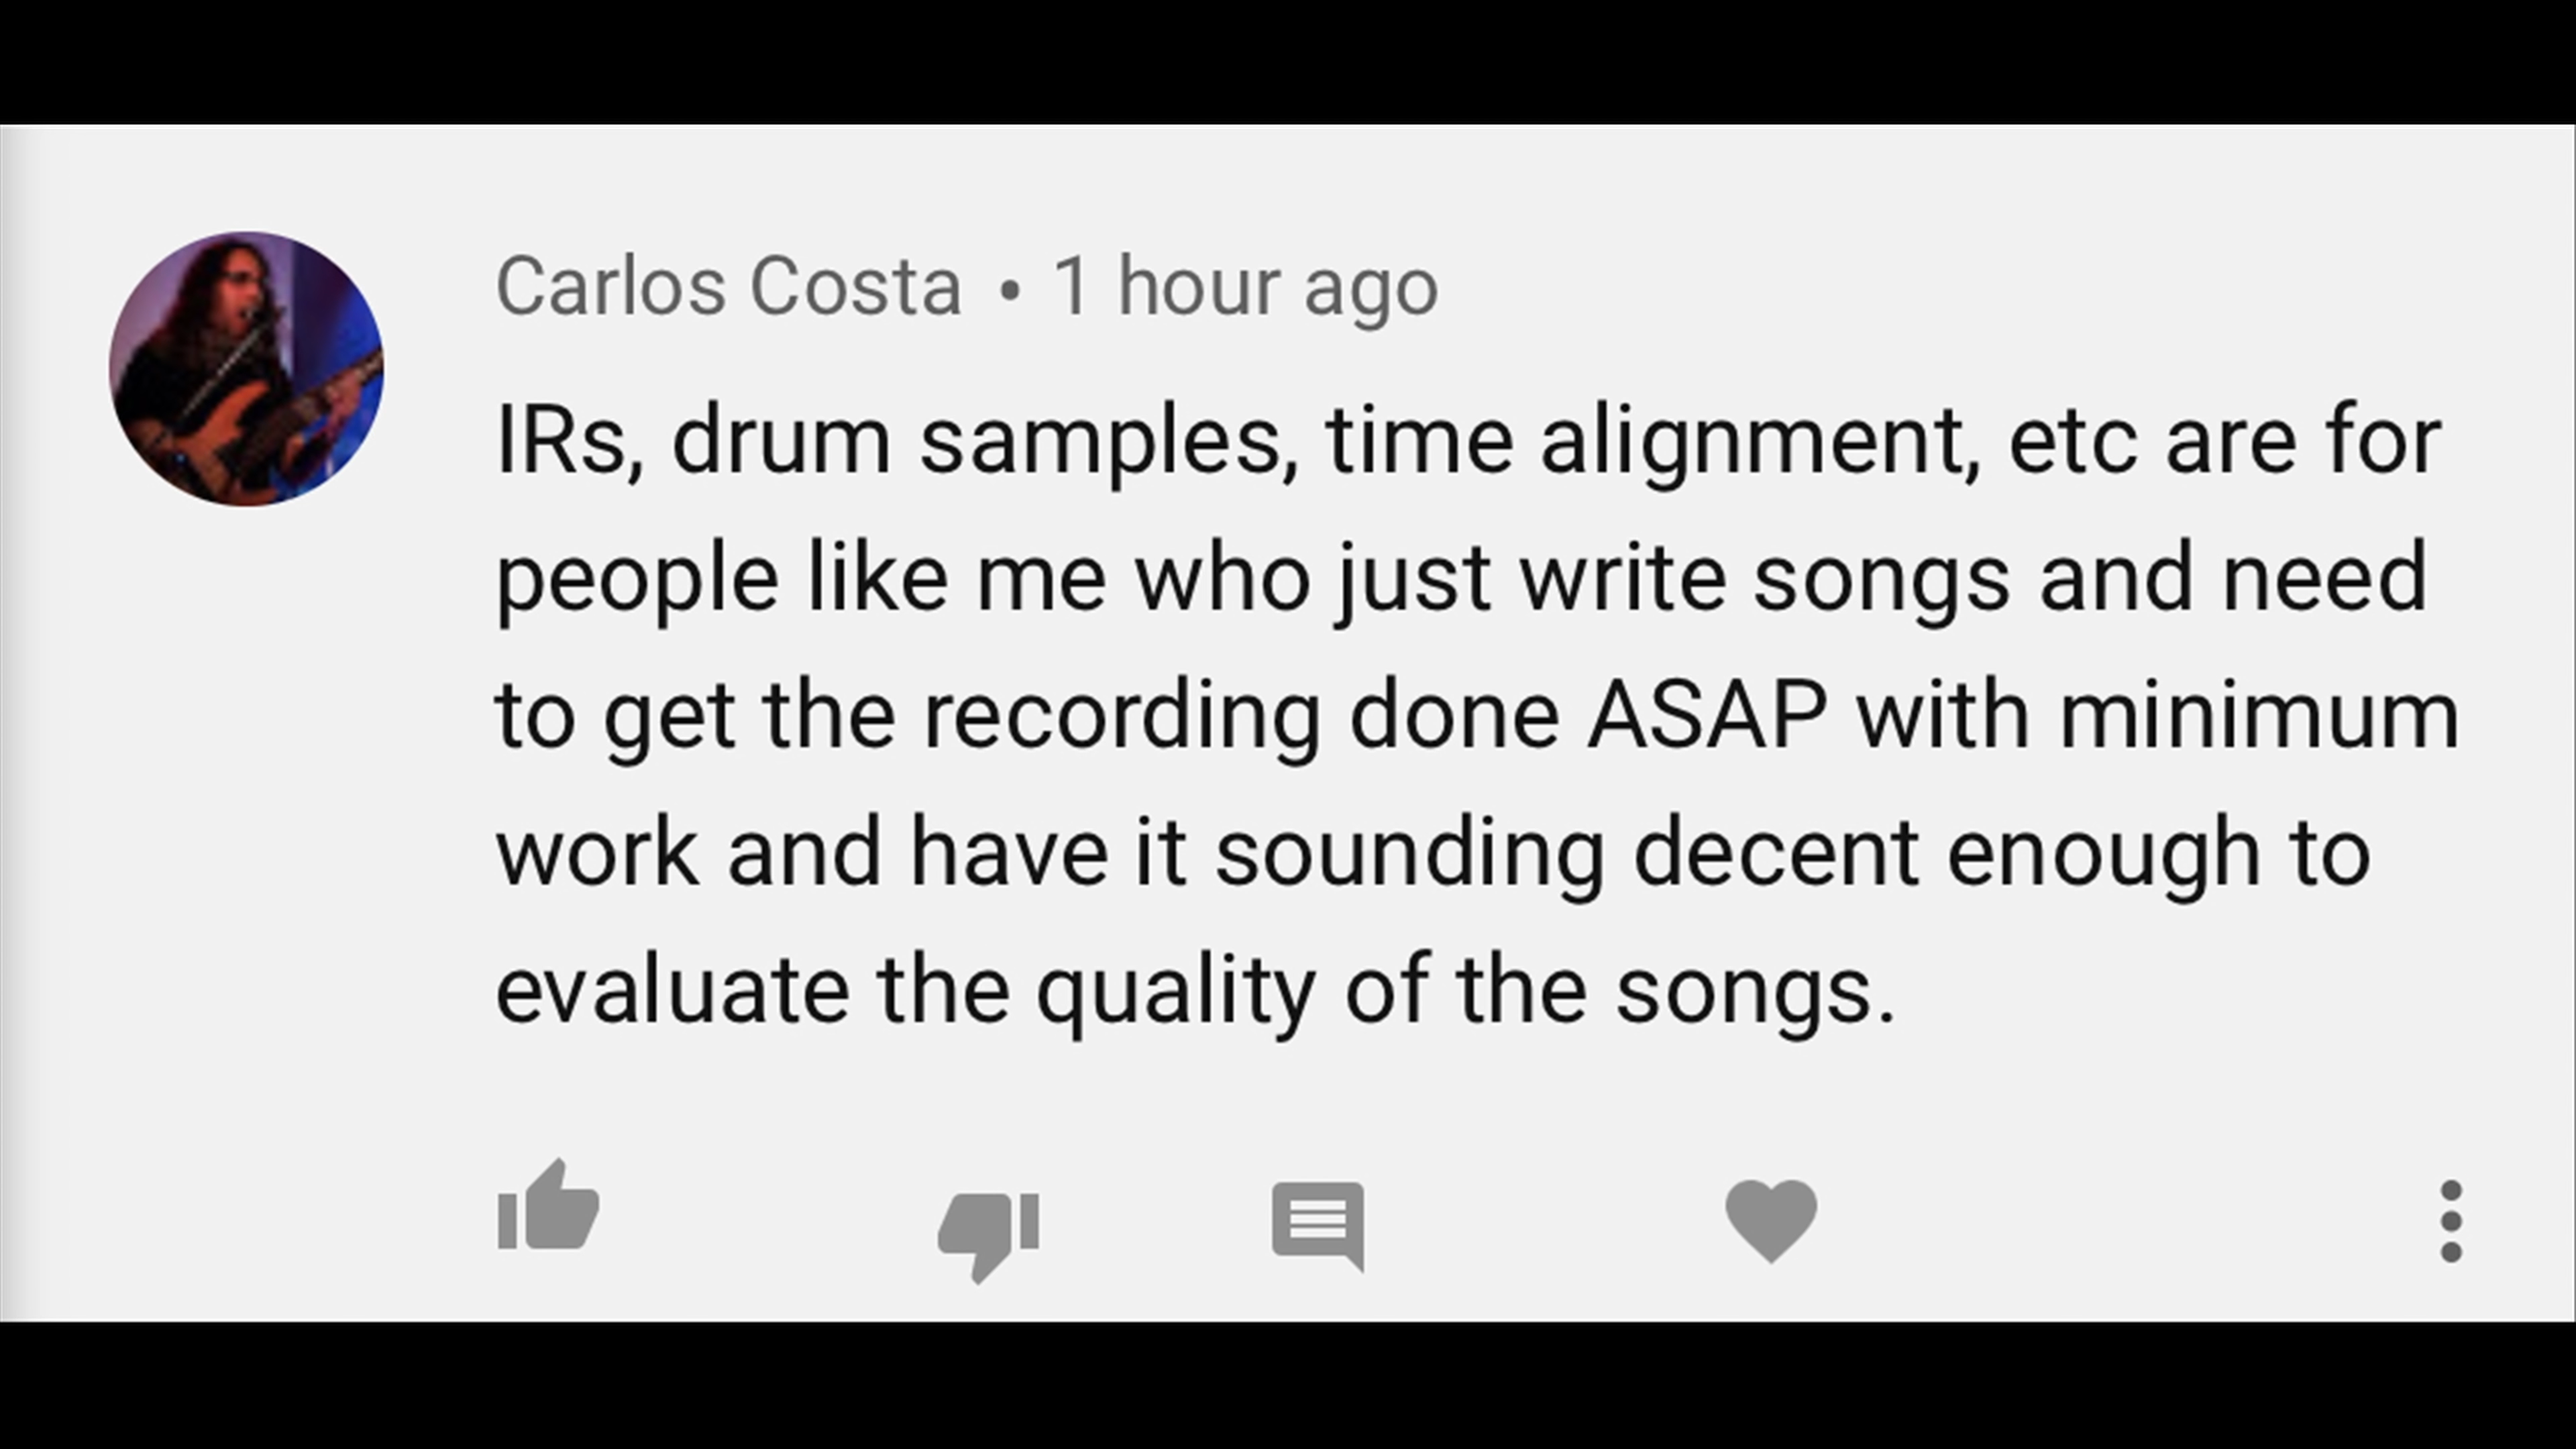 Carlos Costa • 1 hour ago
IRs, drum samples, time alignment, etc are for
people like me who just write songs and need
to get the recording done ASAP with minimum
work and have it sounding decent enough to
evaluate the quality of the songs.